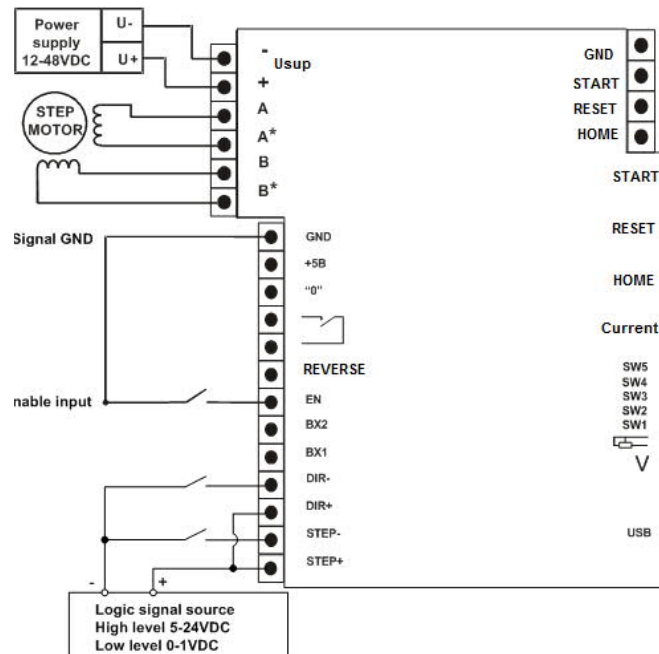 Power
supply
12-48VDC
U-
U+
STEP
MOTOR
-
Usup
+
A
A*
B
B*
GND
START
RESET
HOME
START
RESET
HOME
Current
SW5
SW4
SW3
SW2
SW1
V
USB
Signal GND
nable input
GND
+5B
"0"
REVERSE
EN
BX2
BX1
DIR-
DIR+
STEP-
STEP+
- +
Logic signal source
High level 5-24VDC
Low level 0-1VDC